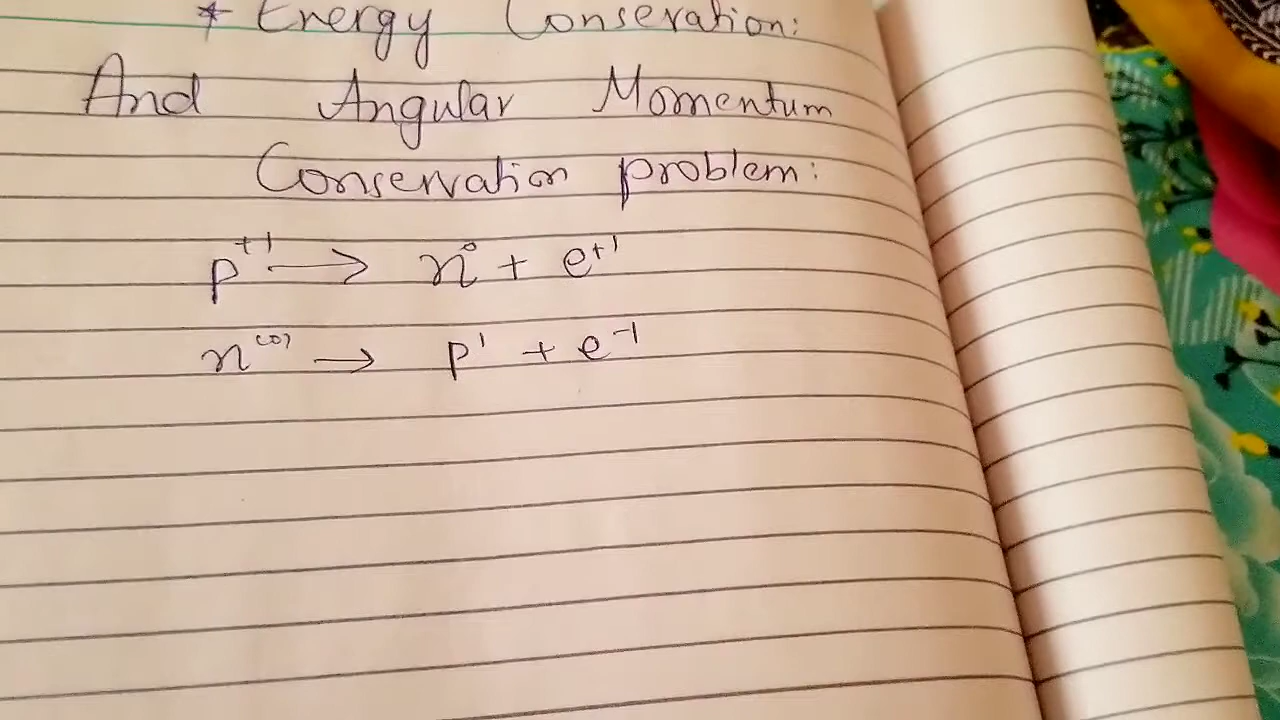 * Energy Conservation:
And Angular Momentum
Conservation problem:
p⁺¹ → n⁰ + e⁺¹
n⁽⁰⁾ → p¹ + e⁻¹